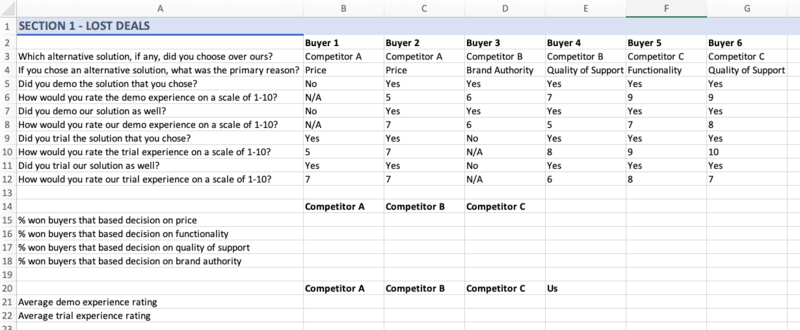 A B C D E F G
1 SECTION 1 - LOST DEALS
2 Buyer 1 Buyer 2 Buyer 3 Buyer 4 Buyer 5 Buyer 6
3 Which alternative solution, if any, did you choose over ours? Competitor A Competitor A Competitor B Competitor B Competitor C Competitor C
4 If you chose an alternative solution, what was the primary reason? Price Price Brand Authority Quality of Support Functionality Quality of Support
5 Did you demo the solution that you chose? No Yes Yes Yes Yes Yes
6 How would you rate the demo experience on a scale of 1-10? N/A 5 6 7 9 9
7 Did you demo our solution as well? No Yes Yes Yes Yes Yes
8 How would you rate our demo experience on a scale of 1-10? N/A 7 6 5 7 8
9 Did you trial the solution that you chose? Yes Yes No Yes Yes Yes
10 How would you rate the trial experience on a scale of 1-10? 5 7 N/A 8 9 10
11 Did you trial our solution as well? Yes Yes No Yes Yes Yes
12 How would you rate our trial experience on a scale of 1-10? 7 7 N/A 6 8 7
13
14 Competitor A Competitor B Competitor C
15 % won buyers that based decision on price
16 % won buyers that based decision on functionality
17 % won buyers that based decision on quality of support
18 % won buyers that based decision on brand authority
19
20 Competitor A Competitor B Competitor C Us
21 Average demo experience rating
22 Average trial experience rating
23